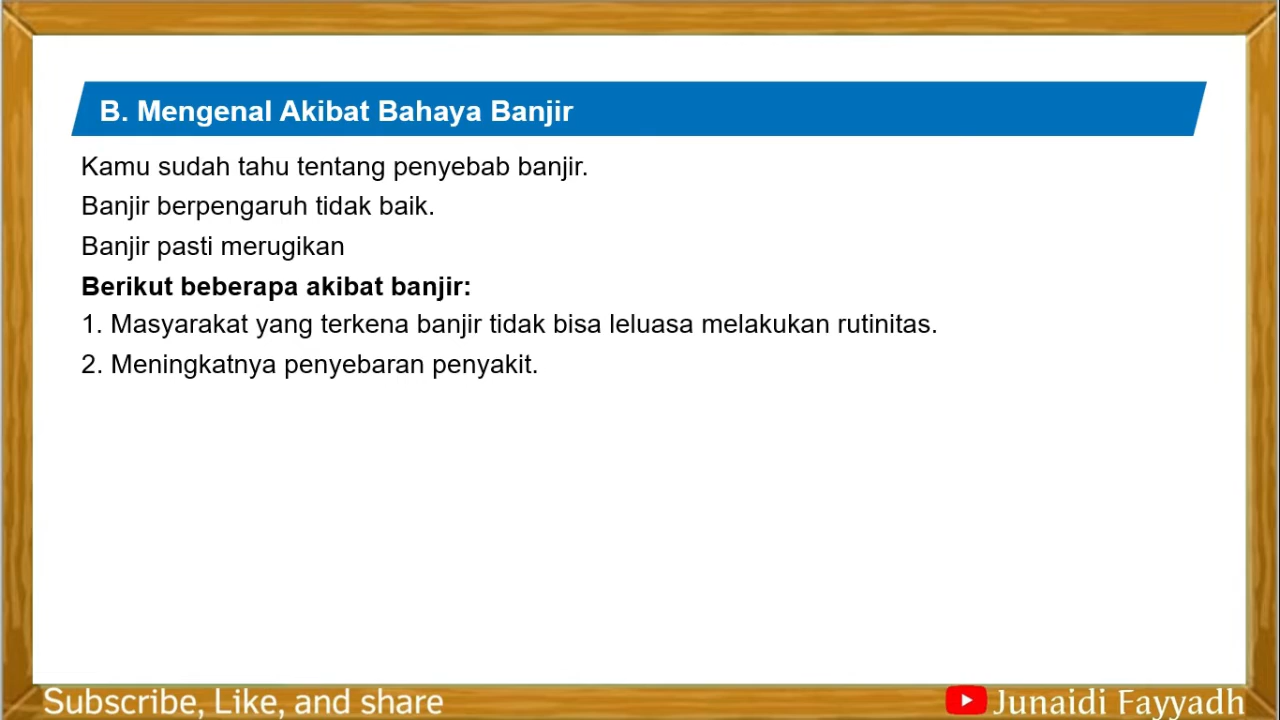 B. Mengenal Akibat Bahaya Banjir
Kamu sudah tahu tentang penyebab banjir.
Banjir berpengaruh tidak baik.
Banjir pasti merugikan
Berikut beberapa akibat banjir:
1. Masyarakat yang terkena banjir tidak bisa leluasa melakukan rutinitas.
2. Meningkatnya penyebaran penyakit.
Subscribe, Like, and share
Junaidi Fayyadh